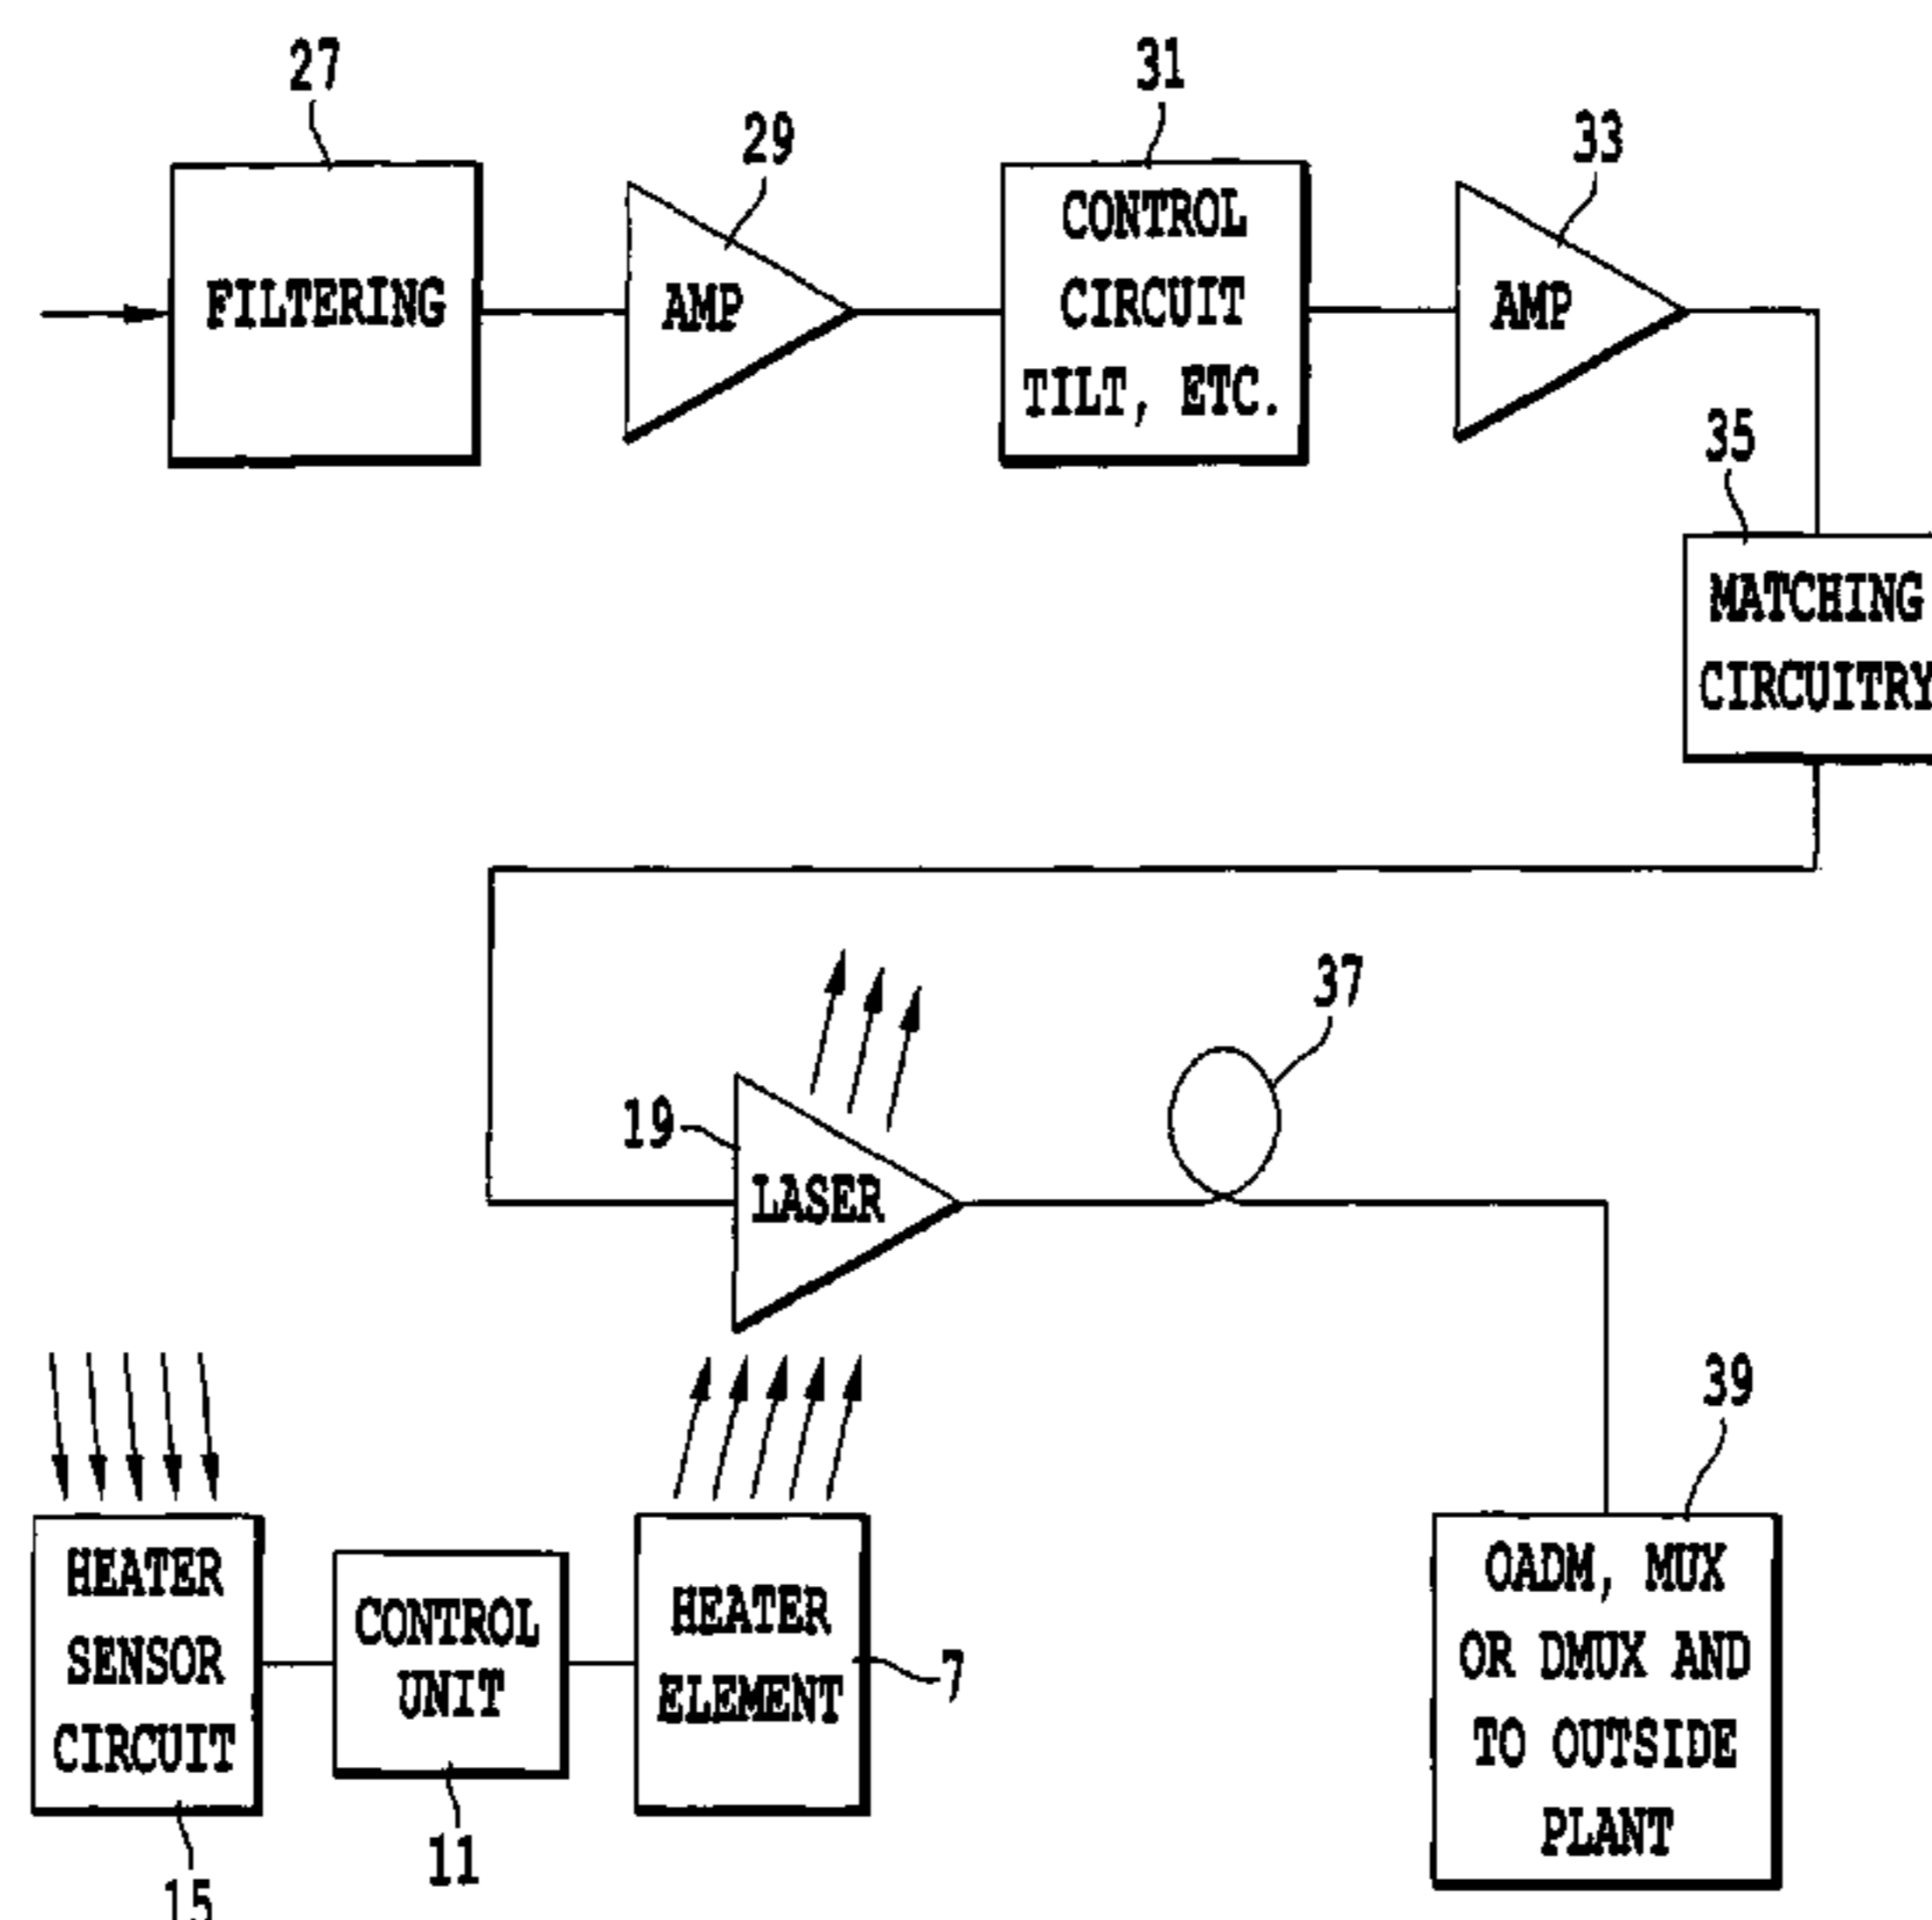 27
29
31
33
FILTERING
AMP
CONTROL
CIRCUIT
TILT, ETC.
AMP
35
MATCHING
CIRCUITRY
37
19
LASER
39
HEATER
SENSOR
CIRCUIT
CONTROL
UNIT
HEATER
ELEMENT
7
OADM, MUX
OR DMUX AND
TO OUTSIDE
PLANT
11
15